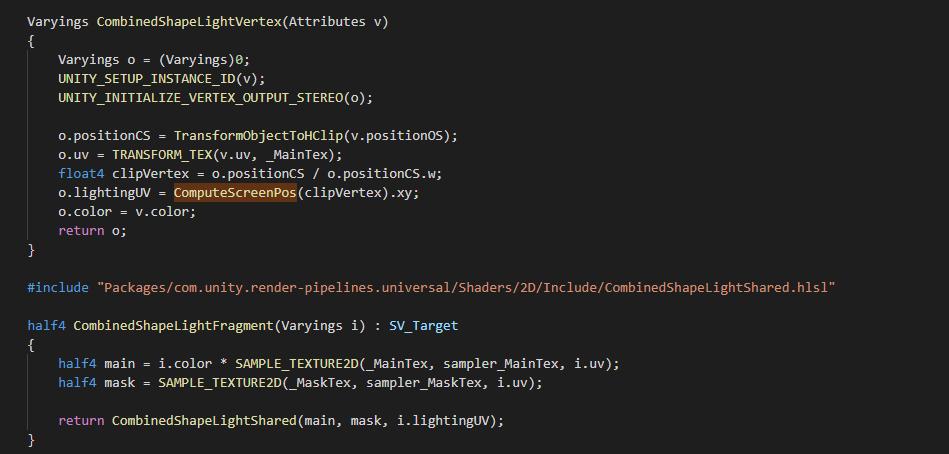 Varyings CombinedShapeLightVertex(Attributes v)
{
    Varyings o = (Varyings)0;
    UNITY_SETUP_INSTANCE_ID(v);
    UNITY_INITIALIZE_VERTEX_OUTPUT_STEREO(o);

    o.positionCS = TransformObjectToHClip(v.positionOS);
    o.uv = TRANSFORM_TEX(v.uv, _MainTex);
    float4 clipVertex = o.positionCS / o.positionCS.w;
    o.lightingUV = ComputeScreenPos(clipVertex).xy;
    o.color = v.color;
    return o;
}

#include "Packages/com.unity.render-pipelines.universal/Shaders/2D/Include/CombinedShapeLightShared.hlsl"

half4 CombinedShapeLightFragment(Varyings i) : SV_Target
{
    half4 main = i.color * SAMPLE_TEXTURE2D(_MainTex, sampler_MainTex, i.uv);
    half4 mask = SAMPLE_TEXTURE2D(_MaskTex, sampler_MaskTex, i.uv);

    return CombinedShapeLightShared(main, mask, i.lightingUV);
}